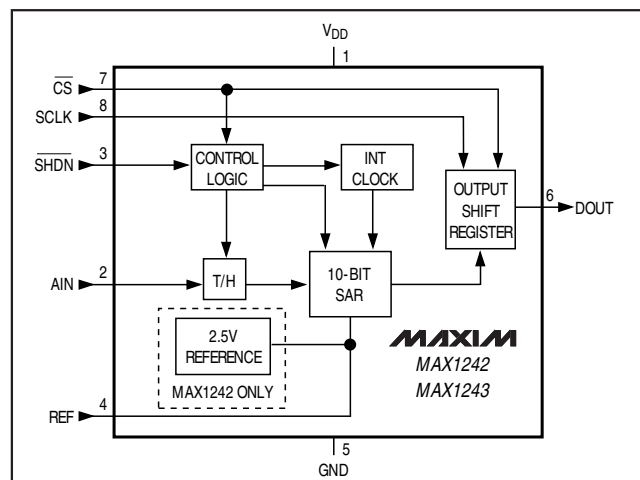 VDD
1
CS
7
SCLK
8
SHDN
3
CONTROL
LOGIC
INT
CLOCK
OUTPUT
SHIFT
REGISTER
6
DOUT
AIN
2
T/H
10-BIT
SAR
2.5V
REFERENCE
MAX1242 ONLY
MAXIM
MAX1242
MAX1243
REF
4
5
GND